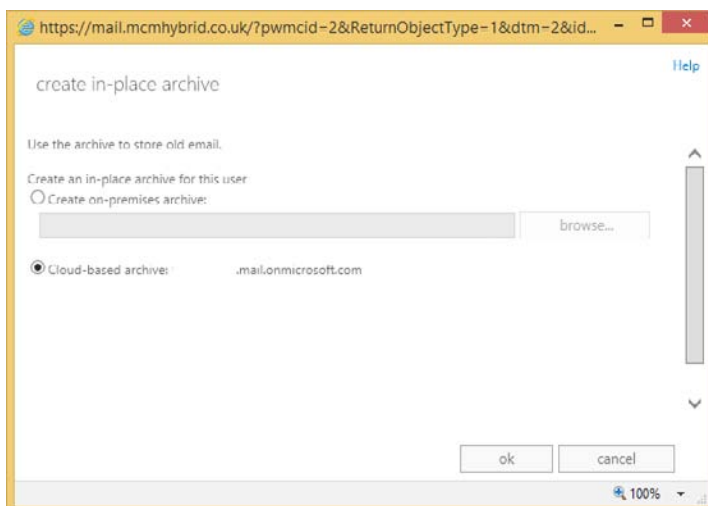 https://mail.mcmhybrid.co.uk/?pwmcid=2&ReturnObjectType=1&dtm=2&id...
Help
create in-place archive
Use the archive to store old email.
Create an in-place archive for this user
Create on-premises archive:
browse...
Cloud-based archive: .mail.onmicrosoft.com
ok cancel
100%